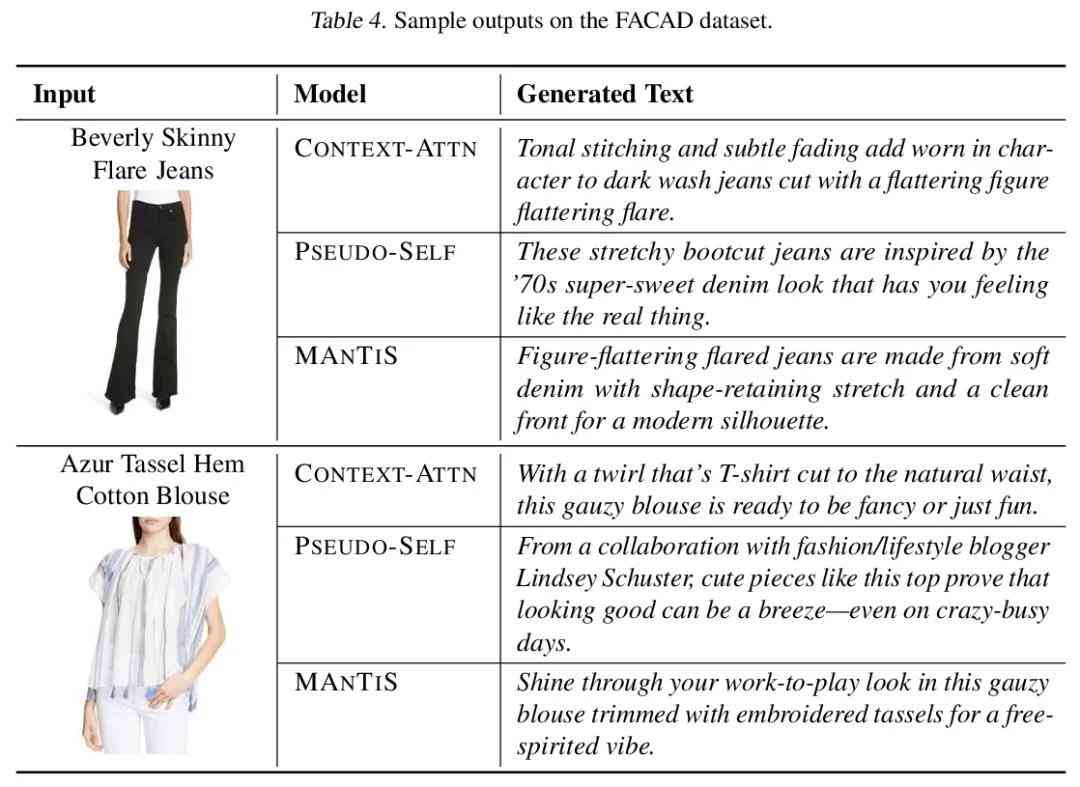 Table 4. Sample outputs on the FACAD dataset.
Input Model Generated Text
Beverly Skinny
Flare Jeans
CONTEXT-ATTN
Tonal stitching and subtle fading add worn in char-
acter to dark wash jeans cut with a flattering figure
flattering flare.
PSEUDO-SELF
These stretchy bootcut jeans are inspired by the
’70s super-sweet denim look that has you feeling
like the real thing.
MANTIS
Figure-flattering flared jeans are made from soft
denim with shape-retaining stretch and a clean
front for a modern silhouette.
Azur Tassel Hem
Cotton Blouse
CONTEXT-ATTN
With a twirl that’s T-shirt cut to the natural waist,
this gauzy blouse is ready to be fancy or just fun.
PSEUDO-SELF
From a collaboration with fashion/lifestyle blogger
Lindsey Schuster, cute pieces like this top prove that
looking good can be a breeze—even on crazy-busy
days.
MANTIS
Shine through your work-to-play look in this gauzy
blouse trimmed with embroidered tassels for a free-
spirited vibe.